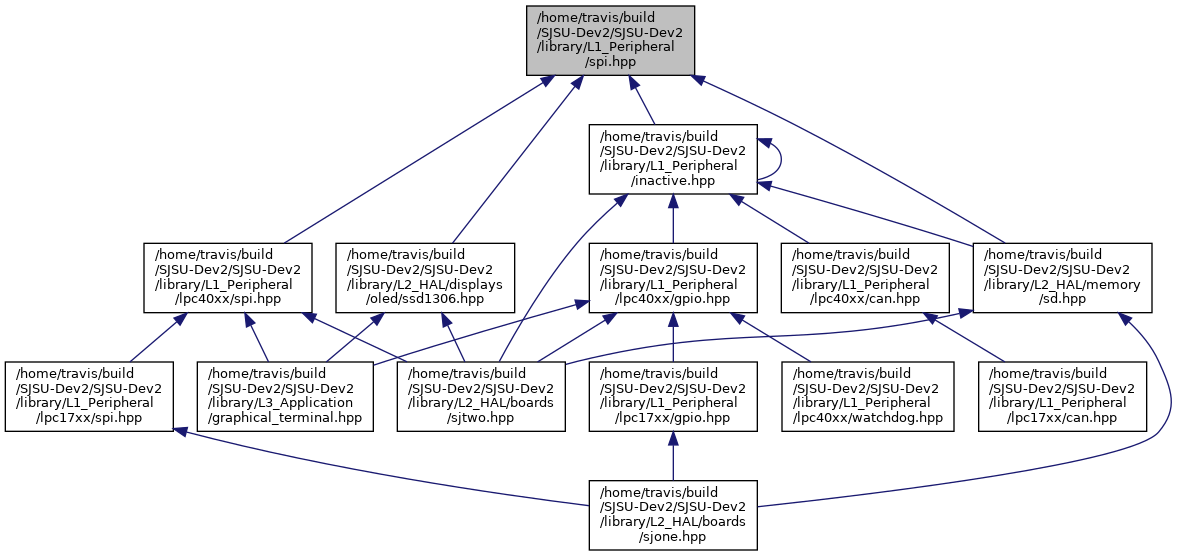 /home/travis/build
/SJSU-Dev2/SJSU-Dev2
/library/L1_Peripheral
/spi.hpp
/home/travis/build
/SJSU-Dev2/SJSU-Dev2
/library/L1_Peripheral
/inactive.hpp
/home/travis/build
/SJSU-Dev2/SJSU-Dev2
/library/L1_Peripheral
/lpc40xx/spi.hpp
/home/travis/build
/SJSU-Dev2/SJSU-Dev2
/library/L2_HAL/displays
/oled/ssd1306.hpp
/home/travis/build
/SJSU-Dev2/SJSU-Dev2
/library/L1_Peripheral
/lpc40xx/gpio.hpp
/home/travis/build
/SJSU-Dev2/SJSU-Dev2
/library/L1_Peripheral
/lpc40xx/can.hpp
/home/travis/build
/SJSU-Dev2/SJSU-Dev2
/library/L2_HAL/memory
/sd.hpp
/home/travis/build
/SJSU-Dev2/SJSU-Dev2
/library/L1_Peripheral
/lpc17xx/spi.hpp
/home/travis/build
/SJSU-Dev2/SJSU-Dev2
/library/L3_Application
/graphical_terminal.hpp
/home/travis/build
/SJSU-Dev2/SJSU-Dev2
/library/L2_HAL/boards
/sjtwo.hpp
/home/travis/build
/SJSU-Dev2/SJSU-Dev2
/library/L1_Peripheral
/lpc17xx/gpio.hpp
/home/travis/build
/SJSU-Dev2/SJSU-Dev2
/library/L1_Peripheral
/lpc40xx/watchdog.hpp
/home/travis/build
/SJSU-Dev2/SJSU-Dev2
/library/L1_Peripheral
/lpc17xx/can.hpp
/home/travis/build
/SJSU-Dev2/SJSU-Dev2
/library/L2_HAL/boards
/sjone.hpp